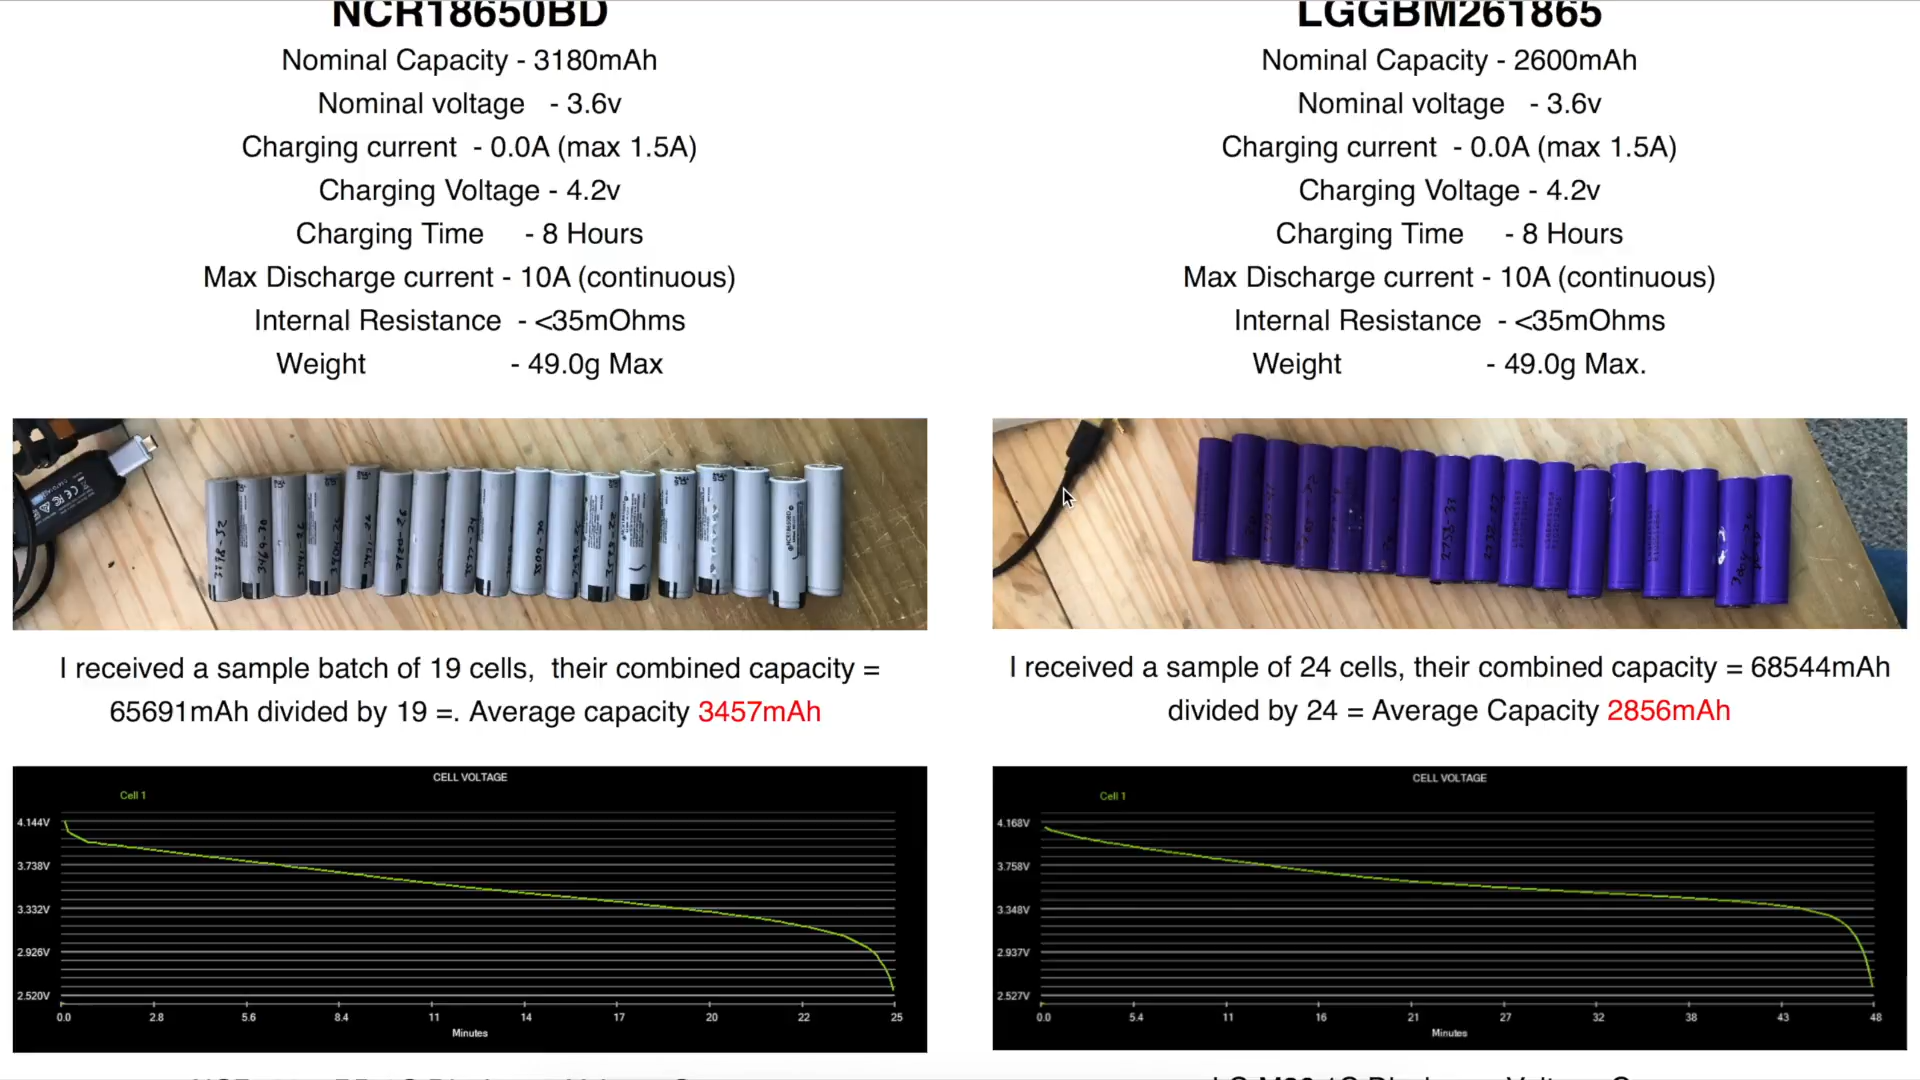 NCR18650BD
Nominal Capacity - 3180mAh
Nominal voltage - 3.6v
Charging current - 0.0A (max 1.5A)
Charging Voltage - 4.2v
Charging Time - 8 Hours
Max Discharge current - 10A (continuous)
Internal Resistance - <35mOhms
Weight - 49.0g Max
I received a sample batch of 19 cells, their combined capacity =
65691mAh divided by 19 =. Average capacity 3457mAh
CELL VOLTAGE
Cell 1
4.144V
3.738V
3.332V
2.926V
2.520V
0.0 2.8 5.6 8.4 11 14 17 20 22 25
Minutes
LGGBM261865
Nominal Capacity - 2600mAh
Nominal voltage - 3.6v
Charging current - 0.0A (max 1.5A)
Charging Voltage - 4.2v
Charging Time - 8 Hours
Max Discharge current - 10A (continuous)
Internal Resistance - <35mOhms
Weight - 49.0g Max.
I received a sample of 24 cells, their combined capacity = 68544mAh
divided by 24 = Average Capacity 2856mAh
CELL VOLTAGE
Cell 1
4.168V
3.758V
3.348V
2.937V
2.527V
0.0 5.4 11 16 21 27 32 38 43 48
Minutes